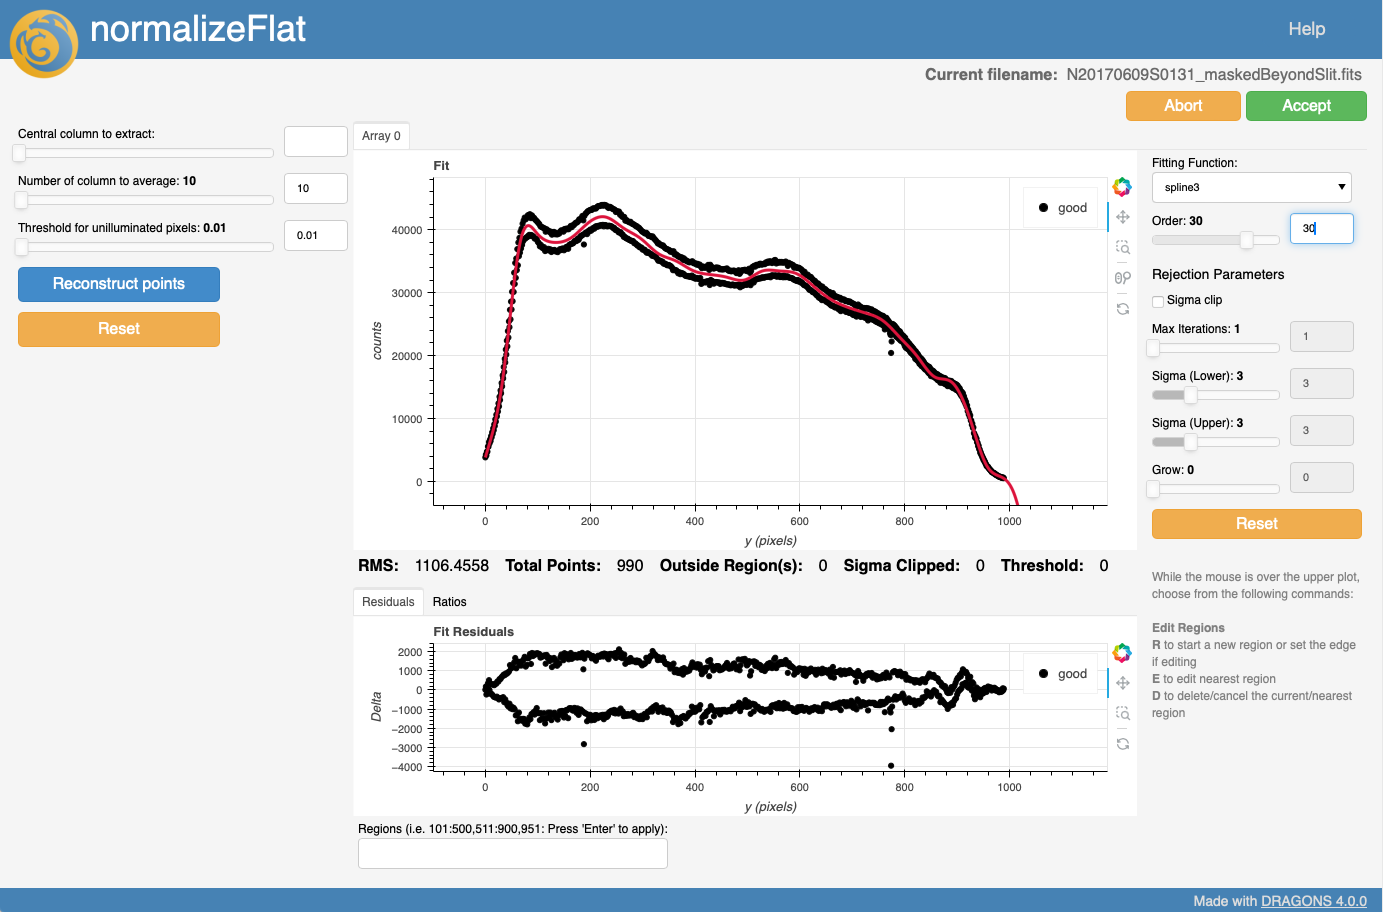 normalizeFlat
Help
Current filename: N20170609S0131_maskedBeyondSlit.fits
Abort
Accept
Central column to extract:
Number of column to average: 10
10
Threshold for unilluminated pixels: 0.01
0.01
Reconstruct points
Reset
Array 0
Fit
good
counts
40000
30000
20000
10000
0
0 200 400 600 800 1000
y (pixels)
RMS: 1106.4558 Total Points: 990 Outside Region(s): 0 Sigma Clipped: 0 Threshold: 0
Residuals Ratios
Fit Residuals
good
Delta
2000
1000
0
−1000
−2000
−3000
−4000
0 200 400 600 800 1000
y (pixels)
Regions (i.e. 101:500,511:900,951: Press 'Enter' to apply):
Fitting Function:
spline3
Order: 30
30
Rejection Parameters
Sigma clip
Max Iterations: 1
1
Sigma (Lower): 3
3
Sigma (Upper): 3
3
Grow: 0
0
Reset
While the mouse is over the upper plot,
choose from the following commands:
Edit Regions
R to start a new region or set the edge
if editing
E to edit nearest region
D to delete/cancel the current/nearest
region
Made with DRAGONS 4.0.0